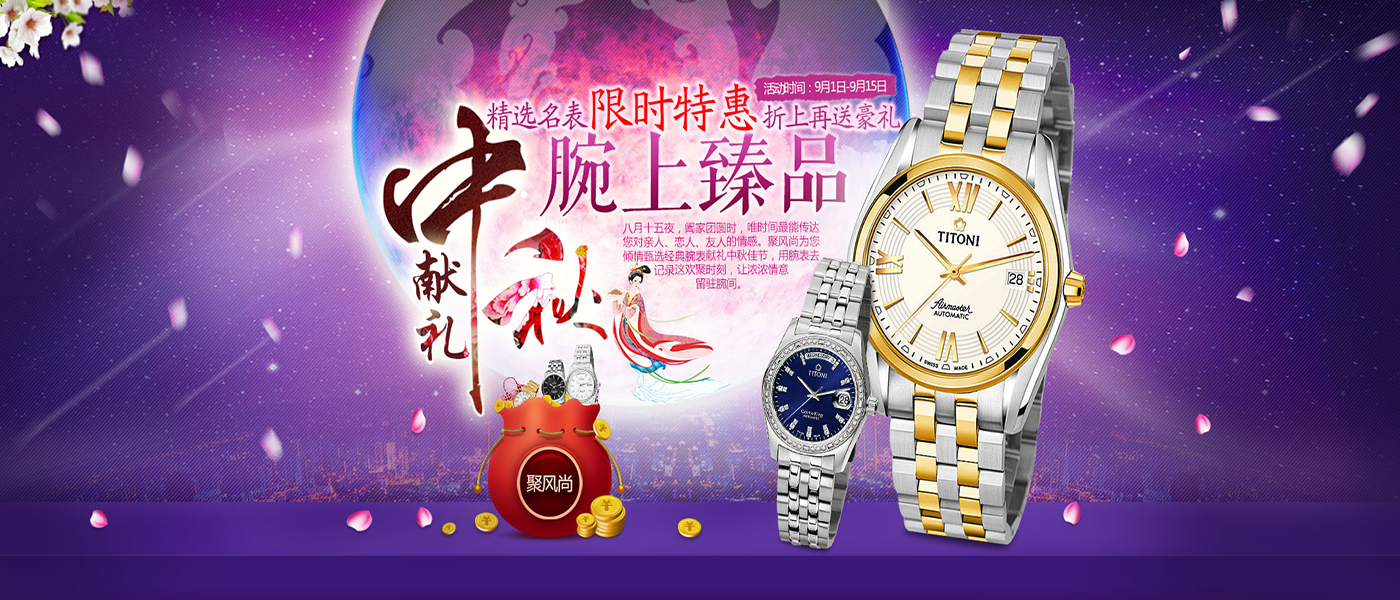 活动时间：9月1日-9月15日
精选名表限时特惠折上再送豪礼
腕上臻品
中秋
献礼
八月十五夜，阖家团圆时，唯时间最能传达
您对亲人、恋人、友人的情感。聚风尚为您
倾情甄选经典腕表献礼中秋佳节，用腕表去
记录这欢聚时刻，让浓浓情意
留驻腕间。
聚风尚
TITONI
28
Airmaster
AUTOMATIC
SWISS MADE
TITONI
28